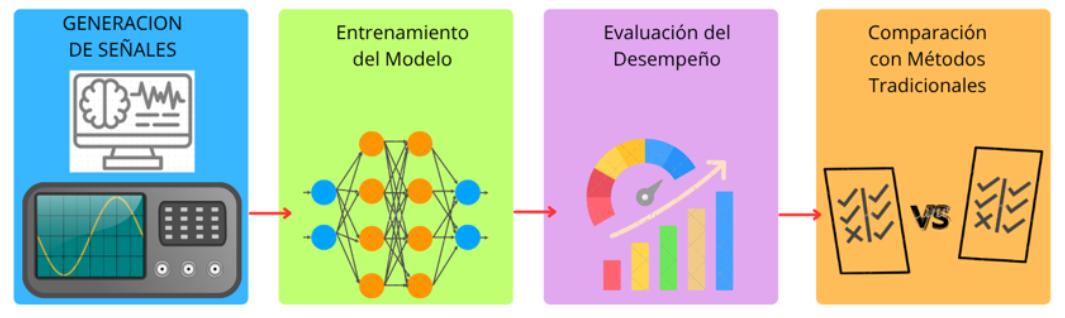 GENERACION
DE SEÑALES
Entrenamiento
del Modelo
Evaluación del
Desempeño
Comparación
con Métodos
Tradicionales
VS